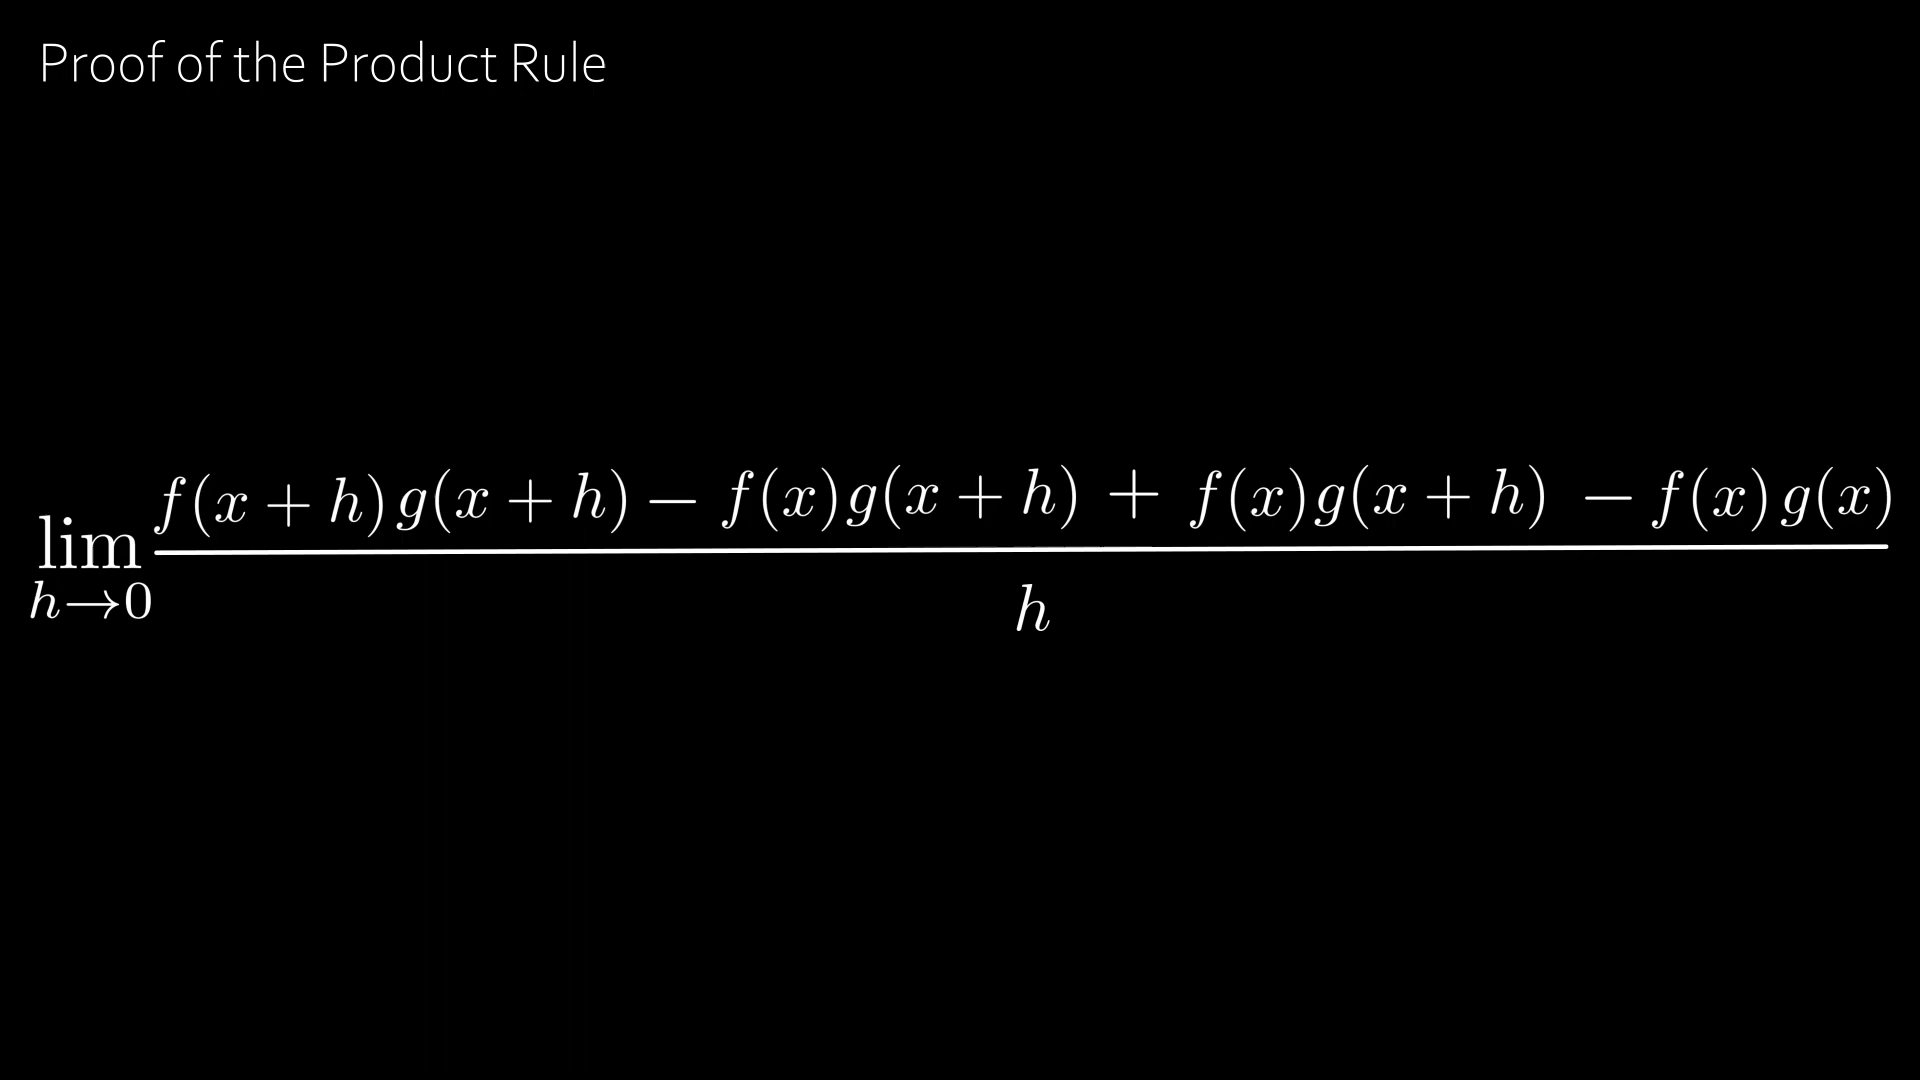 Proof of the Product Rule
f(x + h)g(x + h) − f(x)g(x + h) + f(x)g(x + h) − f(x)g(x)
lim
h→0
h